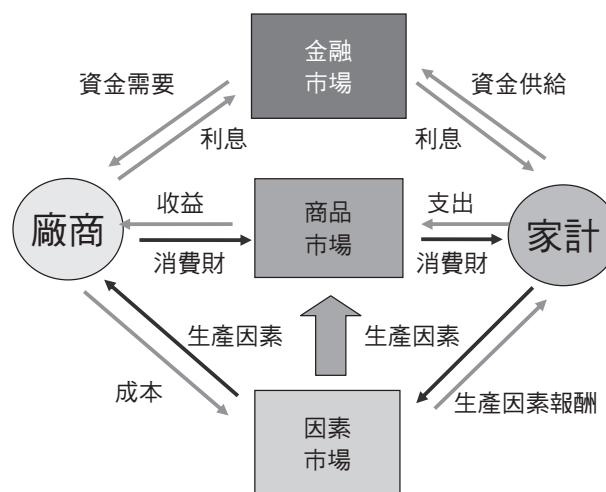 金融
市場
資金需要
資金供給
利息
利息
廠商
收益
商品
市場
支出
家計
消費財
消費財
生產因素
生產因素
成本
生產因素報酬
因素
市場